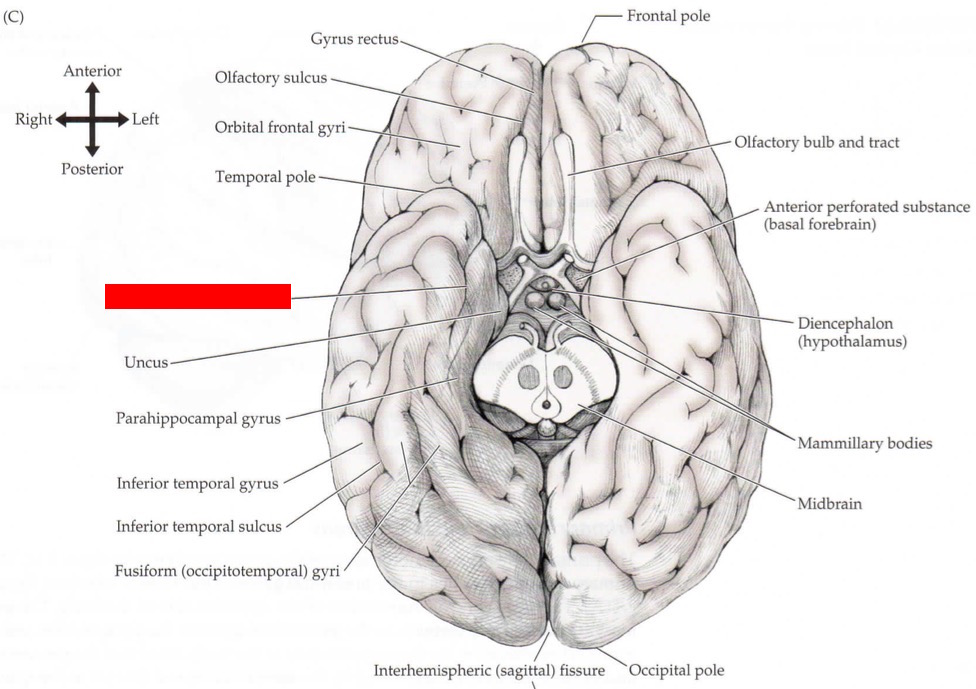 (C)
Frontal pole
Gyrus rectus
Anterior
Olfactory sulcus
Right
Left
Orbital frontal gyri
Olfactory bulb and tract
Posterior
Temporal pole
Anterior perforated substance
(basal forebrain)
Diencephalon
(hypothalamus)
Uncus
Parahippocampal gyrus
Mammillary bodies
Inferior temporal gyrus
Midbrain
Inferior temporal sulcus
Fusiform (occipitotemporal) gyri
Interhemispheric (sagittal) fissure
Occipital pole